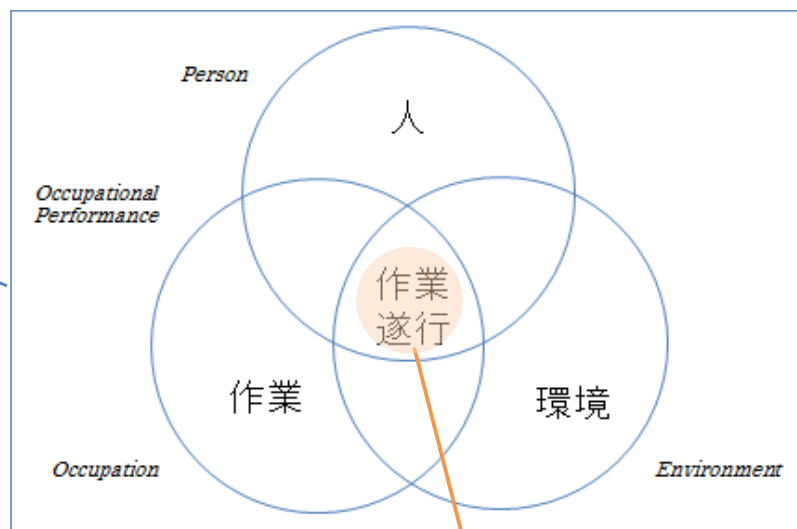 Person
人
Occupational
Performance
作業
遂行
作業
環境
Occupation
Environment